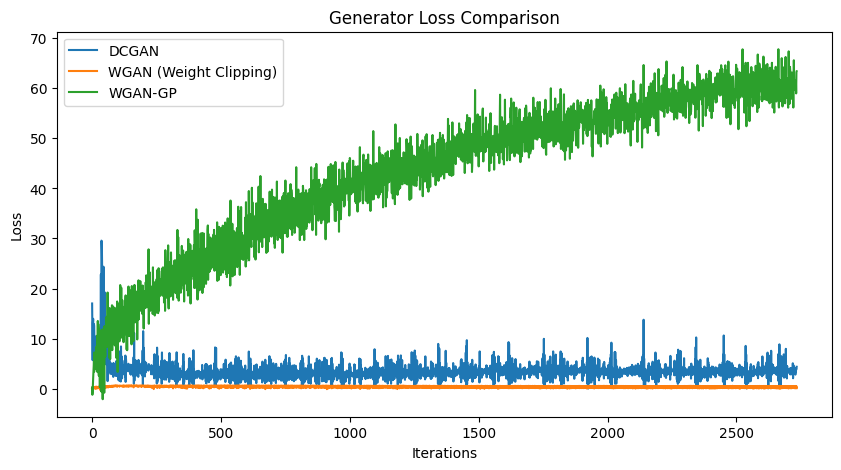 Generator Loss Comparison
DCGAN
WGAN (Weight Clipping)
WGAN-GP
Loss
70
60
50
40
30
20
10
0
0 500 1000 1500 2000 2500
Iterations